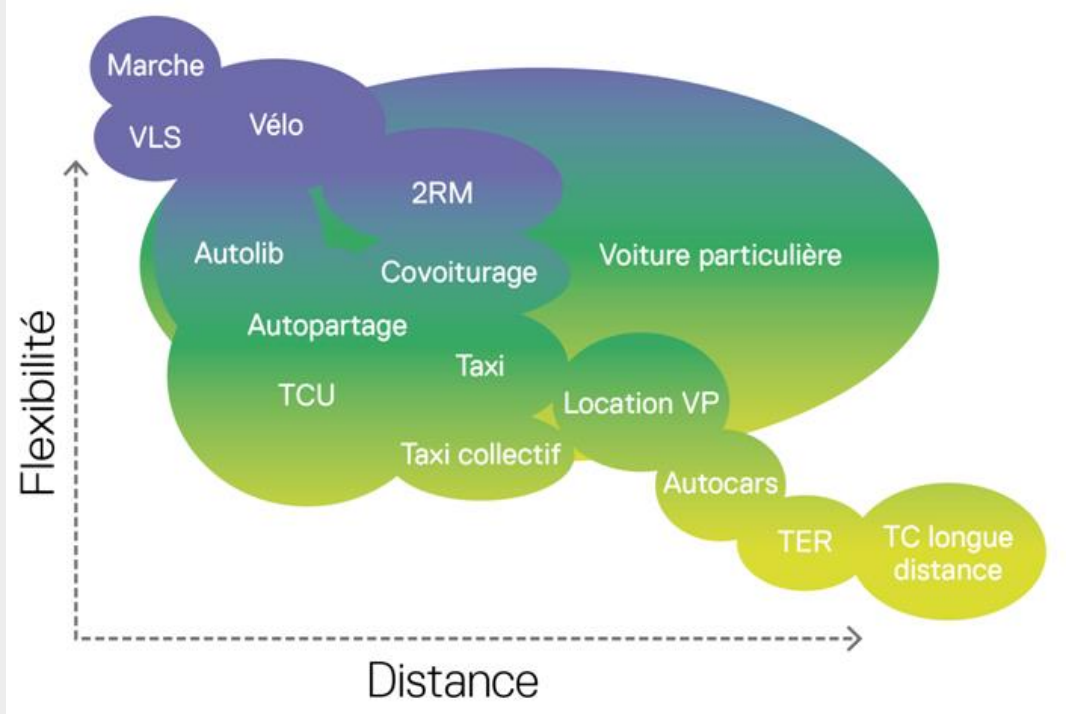 Marche
VLS
Vélo
2RM
Autolib
Covoiturage
Voiture particulière
Autopartage
Taxi
TCU
Location VP
Taxi collectif
Autocars
TER
TC longue
distance
Flexibilité
Distance